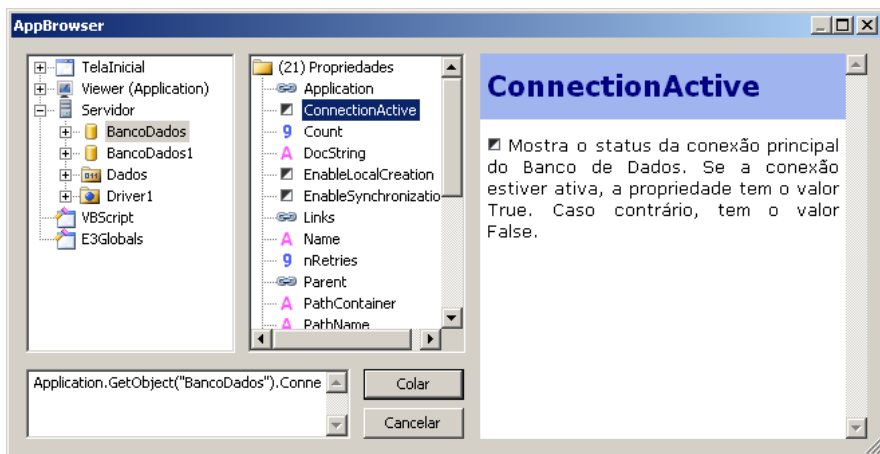 AppBrowser
TelaInicial
Viewer (Application)
Servidor
BancoDados
BancoDados1
Dados
Driver1
VBScript
E3Globals
(21) Propriedades
Application
ConnectionActive
Count
DocString
EnableLocalCreation
EnableSynchronizatio
Links
Name
nRetries
Parent
PathContainer
PathName
ConnectionActive
Mostra o status da conexão principal
do Banco de Dados. Se a conexão
estiver ativa, a propriedade tem o valor
True. Caso contrário, tem o valor
False.
Application.GetObject("BancoDados").Conne
Colar
Cancelar